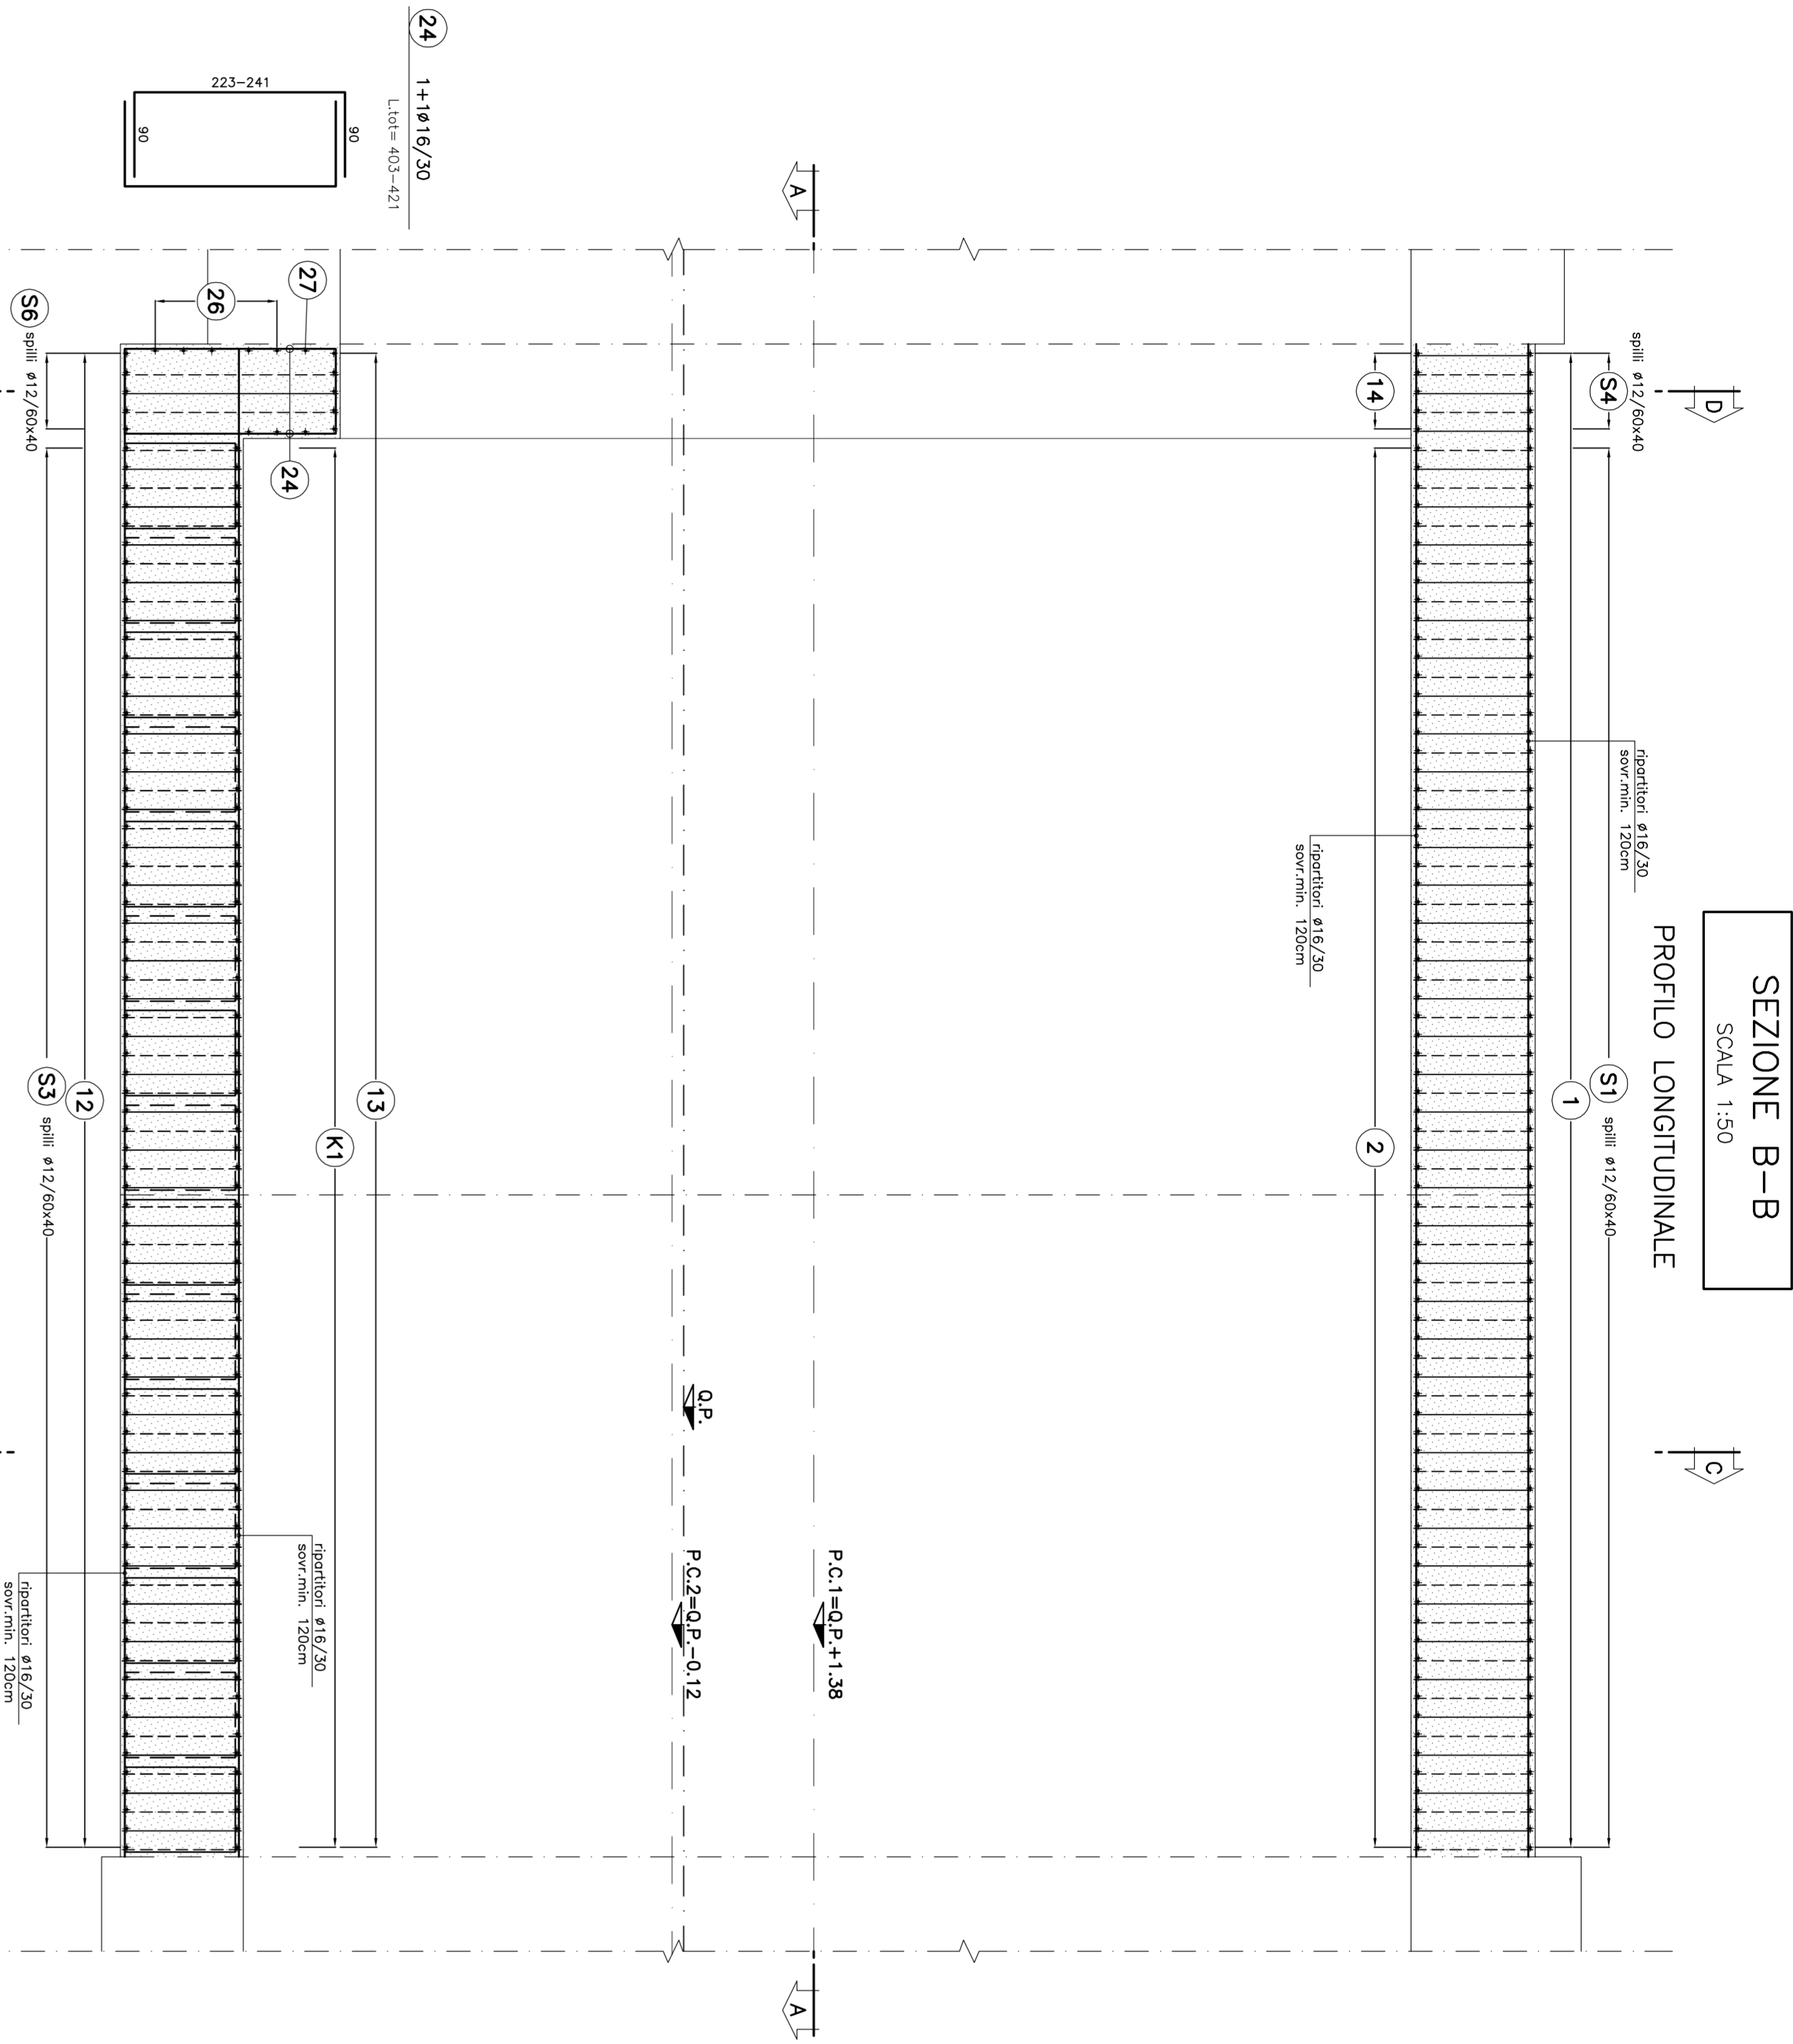 SEZIONE B-B
SCALA 1:50
PROFILO LONGITUDINALE
D
C
spilli ø12/60x40
S4
S1
spilli ø12/60x40
1
ripartitori ø16/30
sovr.min. 120cm
14
2
ripartitori ø16/30
sovr.min. 120cm
A
A
P.C.1=Q.P.+1.38
Q.P.
P.C.2=Q.P.-0.12
24
1+1ø16/30
L.tot= 403-421
90
223-241
90
13
K1
27
26
24
ripartitori ø16/30
sovr.min. 120cm
12
S3
spilli ø12/60x40
S6
spilli ø12/60x40
ripartitori ø16/30
sovr.min. 120cm